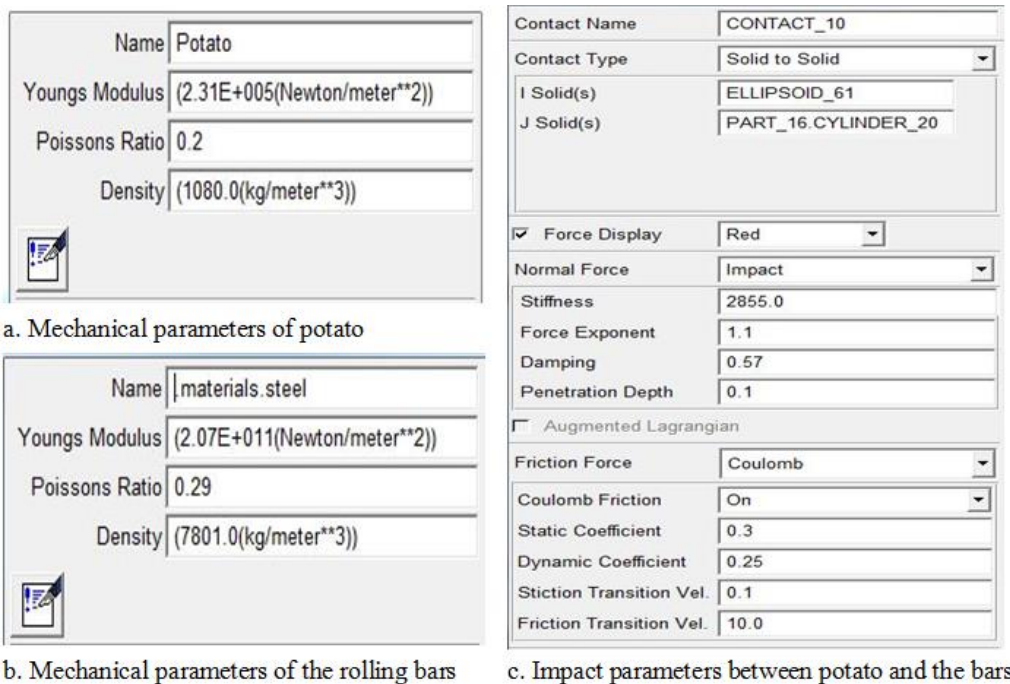 Name Potato
Youngs Modulus (2.31E+005(Newton/meter**2))
Poissons Ratio 0.2
Density (1080.0(kg/meter**3))
a. Mechanical parameters of potato
Name .materials.steel
Youngs Modulus (2.07E+011(Newton/meter**2))
Poissons Ratio 0.29
Density (7801.0(kg/meter**3))
b. Mechanical parameters of the rolling bars
Contact Name CONTACT_10
Contact Type Solid to Solid
I Solid(s) ELLIPSOID_61
J Solid(s) PART_16.CYLINDER_20
Force Display Red
Normal Force Impact
Stiffness 2855.0
Force Exponent 1.1
Damping 0.57
Penetration Depth 0.1
Augmented Lagrangian
Friction Force Coulomb
Coulomb Friction On
Static Coefficient 0.3
Dynamic Coefficient 0.25
Stiction Transition Vel. 0.1
Friction Transition Vel. 10.0
c. Impact parameters between potato and the bars